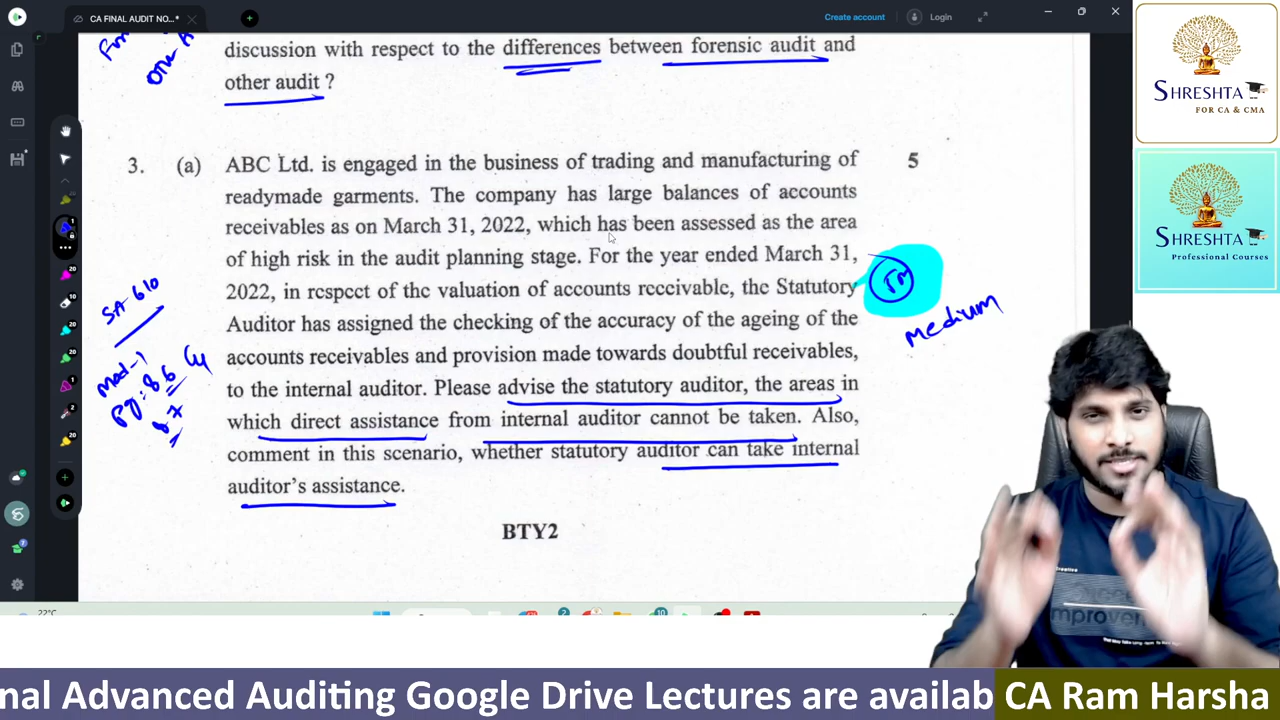 CA FINAL AUDIT NO...*
Create account
Login
discussion with respect to the differences between forensic audit and
other audit ?
3. (a) ABC Ltd. is engaged in the business of trading and manufacturing of 5
readymade garments. The company has large balances of accounts
receivables as on March 31, 2022, which has been assessed as the area
of high risk in the audit planning stage. For the year ended March 31,
2022, in respect of the valuation of accounts receivable, the Statutory
Auditor has assigned the checking of the accuracy of the ageing of the
accounts receivables and provision made towards doubtful receivables,
to the internal auditor. Please advise the statutory auditor, the areas in
which direct assistance from internal auditor cannot be taken. Also,
comment in this scenario, whether statutory auditor can take internal
auditor's assistance.
BTY2
SA 610
Mod-1
Pg: 86
87
Medium
22°C
SHRESHTA
FOR CA & CMA
SHRESHTA
Professional Courses
Creative
mprovem
nal Advanced Auditing Google Drive Lectures are availab
CA Ram Harsha